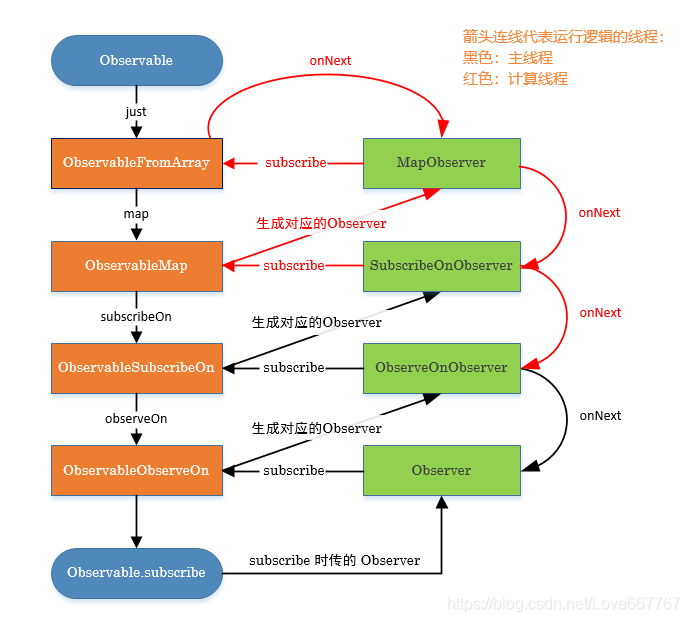 箭头连线代表运行逻辑的线程：
黑色：主线程
红色：计算线程
Observable
onNext
just
ObservableFromArray
subscribe
MapObserver
map
生成对应的Observer
onNext
ObservableMap
subscribe
SubscribeOnObserver
subscribeOn
生成对应的Observer
onNext
ObservableSubscribeOn
subscribe
ObserveOnObserver
observeOn
生成对应的Observer
onNext
ObservableObserveOn
subscribe
Observer
Observable.subscribe
subscribe 时传的 Observer
https://blog.csdn.net/Love667767